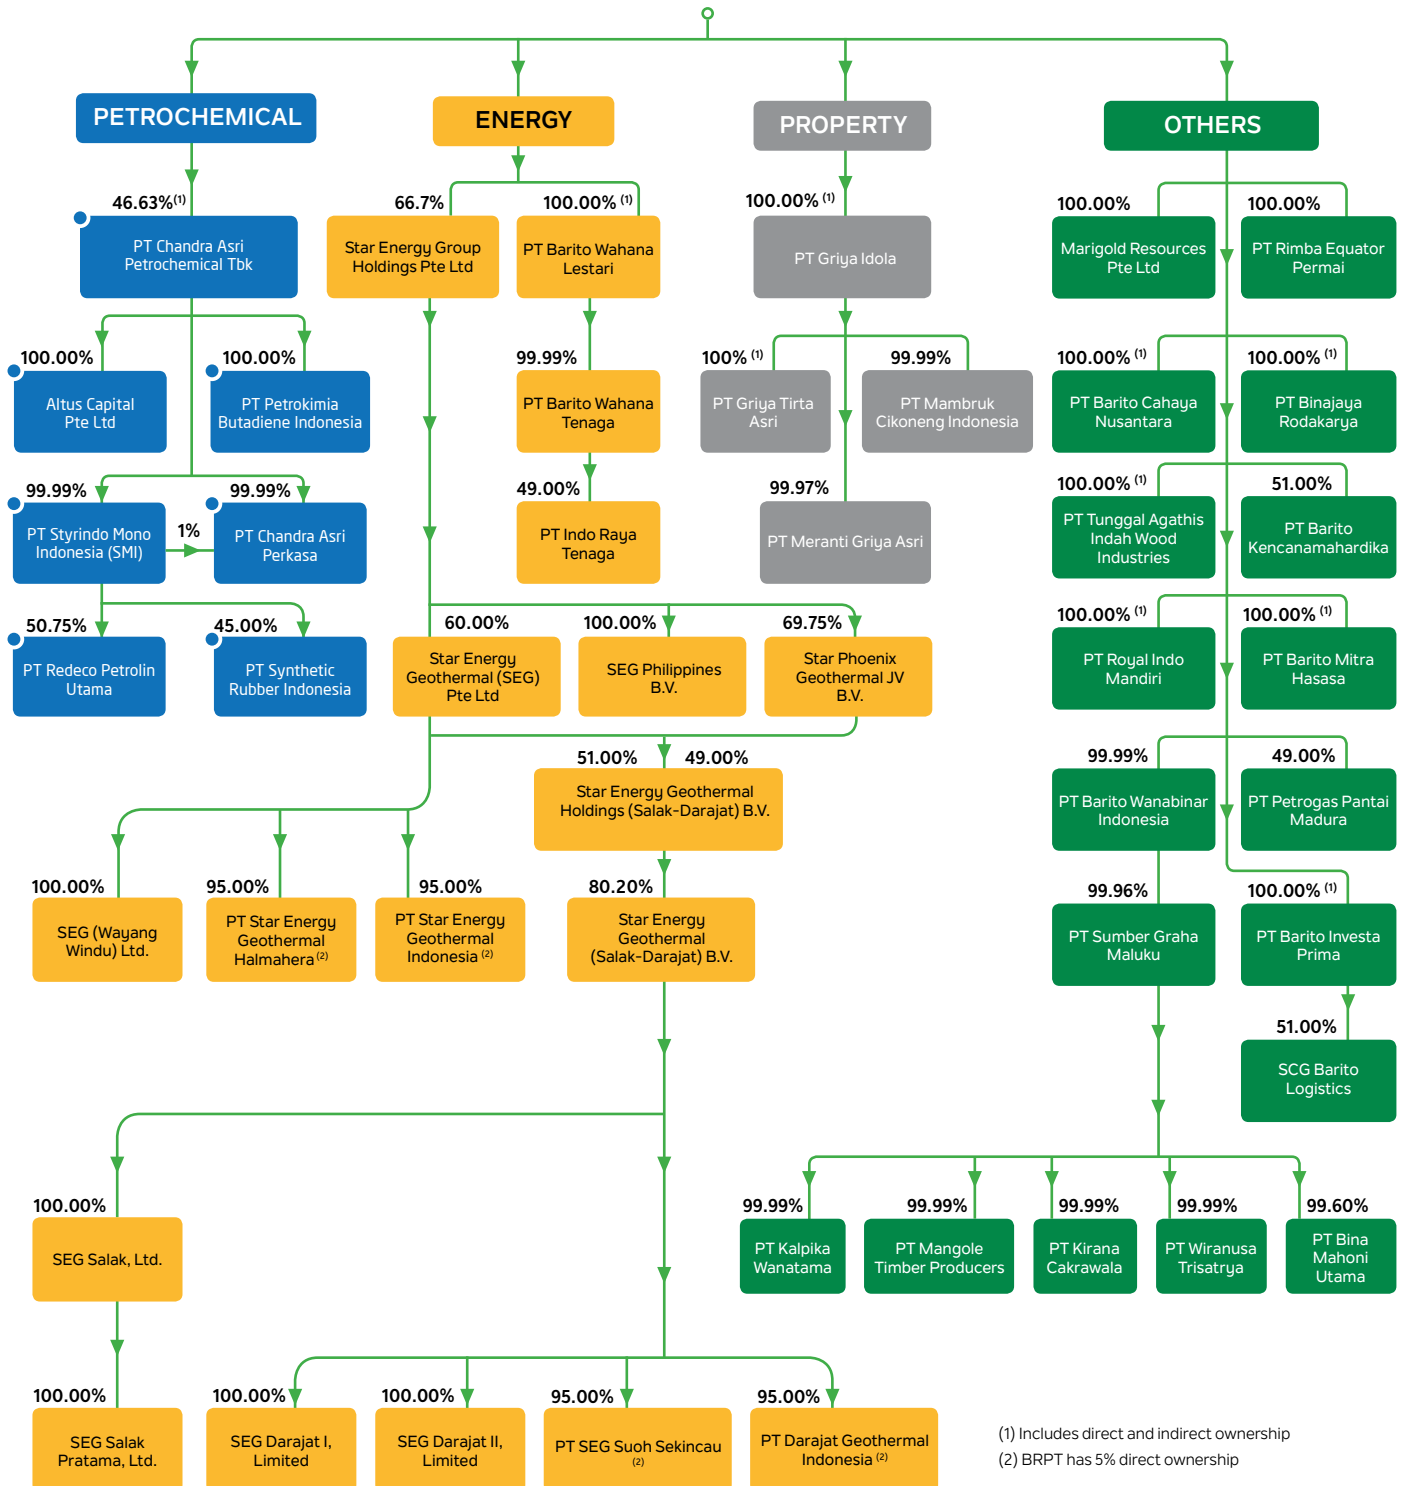 PETROCHEMICAL
ENERGY
PROPERTY
OTHERS
46.63%(1)
PT Chandra Asri
Petrochemical Tbk
66.7%
Star Energy Group
Holdings Pte Ltd
100.00% (1)
PT Barito Wahana
Lestari
100.00% (1)
PT Griya Idola
100.00%
Marigold Resources
Pte Ltd
100.00%
PT Rimba Equator
Permai
100.00%
Altus Capital
Pte Ltd
100.00%
PT Petrokimia
Butadiene Indonesia
99.99%
PT Barito Wahana
Tenaga
100% (1)
PT Griya Tirta
Asri
99.99%
PT Mambruk
Cikoneng Indonesia
100.00% (1)
PT Barito Cahaya
Nusantara
100.00% (1)
PT Binajaya
Rodakarya
99.99%
PT Styrindo Mono
Indonesia (SMI)
1%
99.99%
PT Chandra Asri
Perkasa
49.00%
PT Indo Raya
Tenaga
99.97%
PT Meranti Griya Asri
100.00% (1)
PT Tunggal Agathis
Indah Wood
Industries
51.00%
PT Barito
Kencanamahardika
50.75%
PT Redeco Petrolin
Utama
45.00%
PT Synthetic
Rubber Indonesia
60.00%
Star Energy
Geothermal (SEG)
Pte Ltd
100.00%
SEG Philippines
B.V.
69.75%
Star Phoenix
Geothermal JV
B.V.
100.00% (1)
PT Royal Indo
Mandiri
100.00% (1)
PT Barito Mitra
Hasasa
51.00%
49.00%
Star Energy Geothermal
Holdings (Salak-Darajat) B.V.
99.99%
PT Barito Wanabinar
Indonesia
49.00%
PT Petrogas Pantai
Madura
100.00%
SEG (Wayang
Windu) Ltd.
95.00%
PT Star Energy
Geothermal
Halmahera (2)
95.00%
PT Star Energy
Geothermal
Indonesia (2)
80.20%
Star Energy
Geothermal
(Salak-Darajat) B.V.
99.96%
PT Sumber Graha
Maluku
100.00% (1)
PT Barito Investa
Prima
51.00%
SCG Barito
Logistics
100.00%
SEG Salak, Ltd.
99.99%
PT Kalpika
Wanatama
99.99%
PT Mangole
Timber Producers
99.99%
PT Kirana
Cakrawala
99.99%
PT Wiranusa
Trisatrya
99.60%
PT Bina
Mahoni
Utama
100.00%
SEG Salak
Pratama, Ltd.
100.00%
SEG Darajat I,
Limited
100.00%
SEG Darajat II,
Limited
95.00%
PT SEG Suoh Sekincau
(2)
95.00%
PT Darajat Geothermal
Indonesia (2)
(1) Includes direct and indirect ownership
(2) BRPT has 5% direct ownership